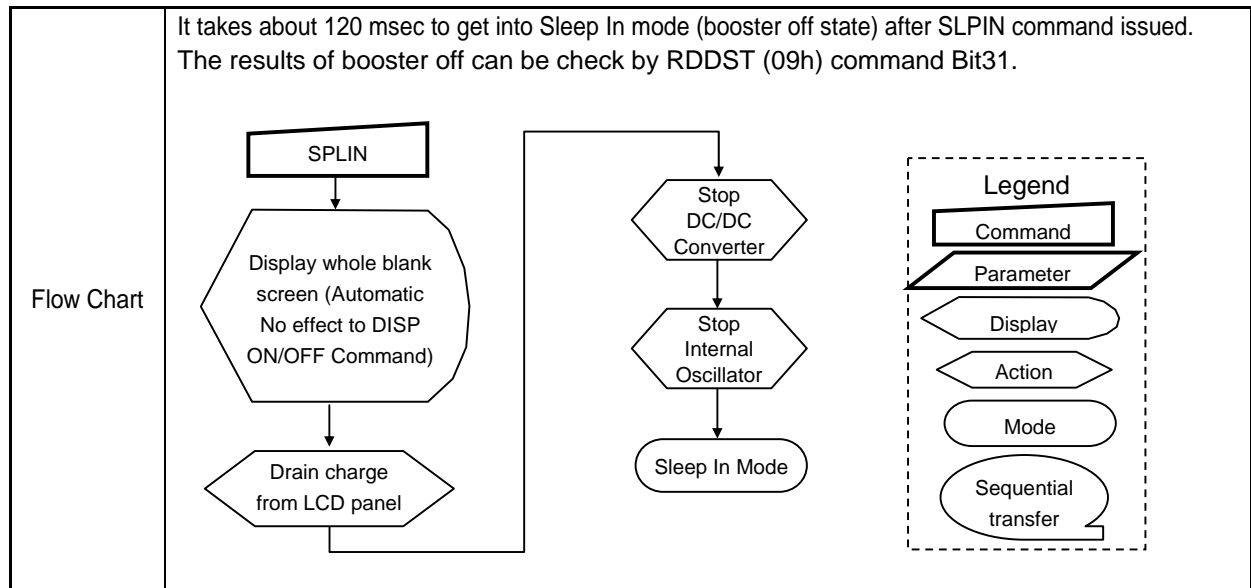 It takes about 120 msec to get into Sleep In mode (booster off state) after SLPIN command issued.
The results of booster off can be check by RDDST (09h) command Bit31.
Flow Chart
SPLIN
Display whole blank
screen (Automatic
No effect to DISP
ON/OFF Command)
Drain charge
from LCD panel
Stop
DC/DC
Converter
Stop
Internal
Oscillator
Sleep In Mode
Legend
Command
Parameter
Display
Action
Mode
Sequential
transfer